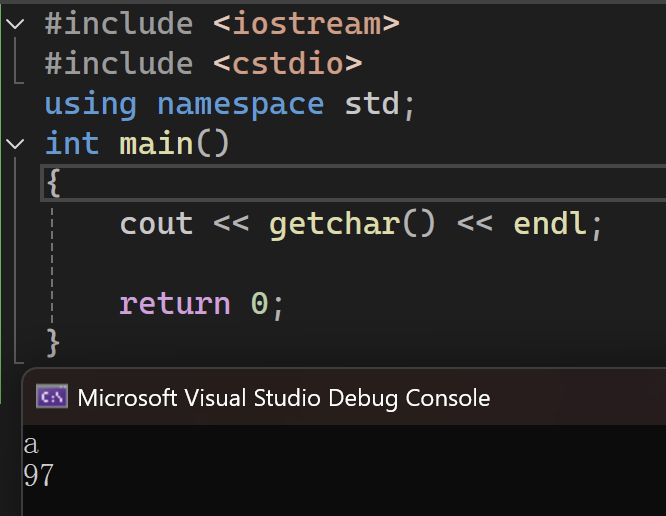 #include <iostream>
#include <cstdio>
using namespace std;
int main()
{
    cout << getchar() << endl;
    return 0;
}
C:\
Microsoft Visual Studio Debug Console
a
97